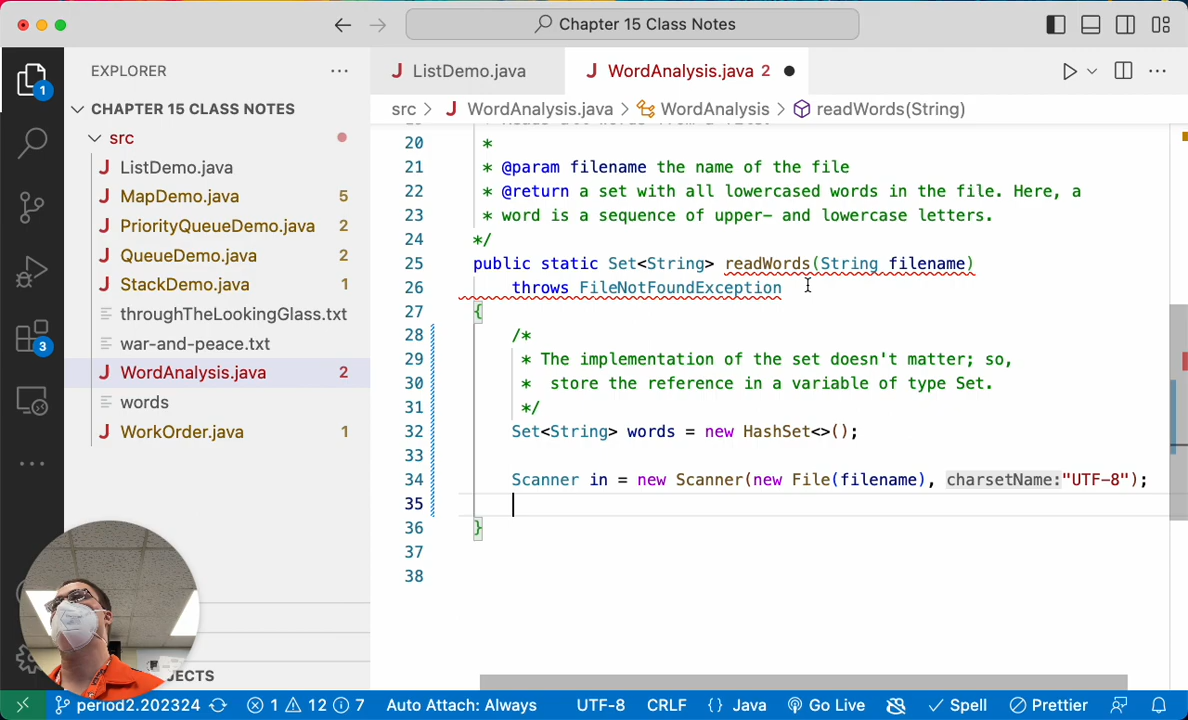 Chapter 15 Class Notes
EXPLORER
ListDemo.java
WordAnalysis.java 2
CHAPTER 15 CLASS NOTES
src
ListDemo.java
MapDemo.java 5
PriorityQueueDemo.java 2
QueueDemo.java 2
StackDemo.java 1
throughTheLookingGlass.txt
war-and-peace.txt
WordAnalysis.java 2
words
WorkOrder.java 1
1
3
src > WordAnalysis.java > WordAnalysis > readWords(String)
20 *
21 * @param filename the name of the file
22 * @return a set with all lowercased words in the file. Here, a
23 * word is a sequence of upper- and lowercase letters.
24 */
25 public static Set<String> readWords(String filename)
26 throws FileNotFoundException
27 {
28 /*
29 * The implementation of the set doesn't matter; so,
30 * store the reference in a variable of type Set.
31 */
32 Set<String> words = new HashSet<>();
33
34 Scanner in = new Scanner(new File(filename), charsetName:"UTF-8");
35
36 }
37
38
period2.202324 1 12 7 Auto Attach: Always UTF-8 CRLF {} Java Go Live Spell Prettier